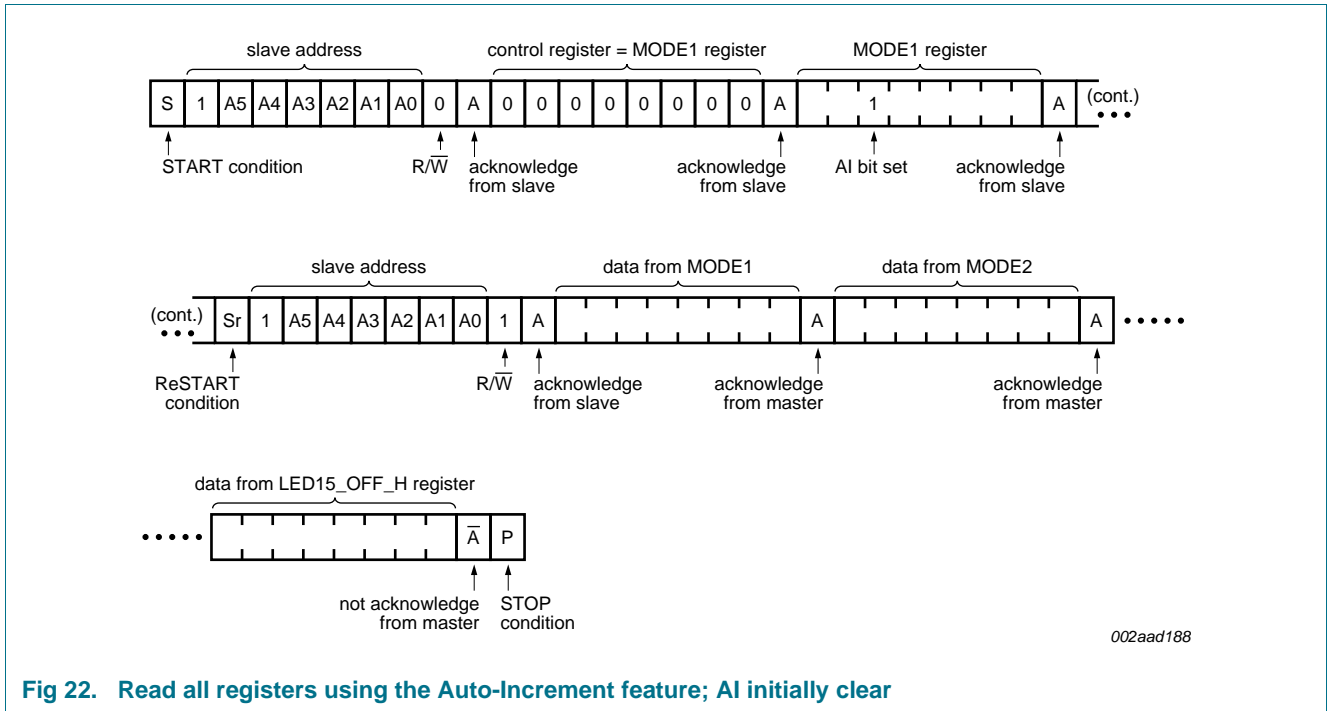 slave address control register = MODE1 register MODE1 register
S 1 A5 A4 A3 A2 A1 A0 0 A 0 0 0 0 0 0 0 0 A 1 A (cont.)
START condition R/W̅ acknowledge from slave acknowledge from slave AI bit set acknowledge from slave
slave address data from MODE1 data from MODE2
(cont.) Sr 1 A5 A4 A3 A2 A1 A0 1 A A A
ReSTART condition R/W̅ acknowledge from slave acknowledge from master acknowledge from master
data from LED15_OFF_H register
A̅ P
not acknowledge from master STOP condition
002aad188
Fig 22. Read all registers using the Auto-Increment feature; AI initially clear